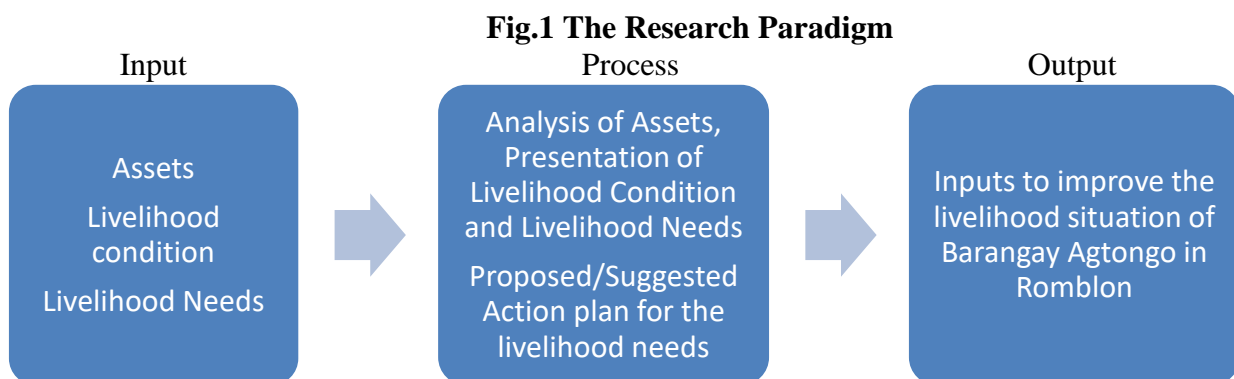 Fig.1 The Research Paradigm
Input
Assets
Livelihood
condition
Livelihood Needs
Process
Analysis of Assets,
Presentation of
Livelihood Condition
and Livelihood Needs
Proposed/Suggested
Action plan for the
livelihood needs
Output
Inputs to improve the
livelihood situation of
Barangay Agtongo in
Romblon